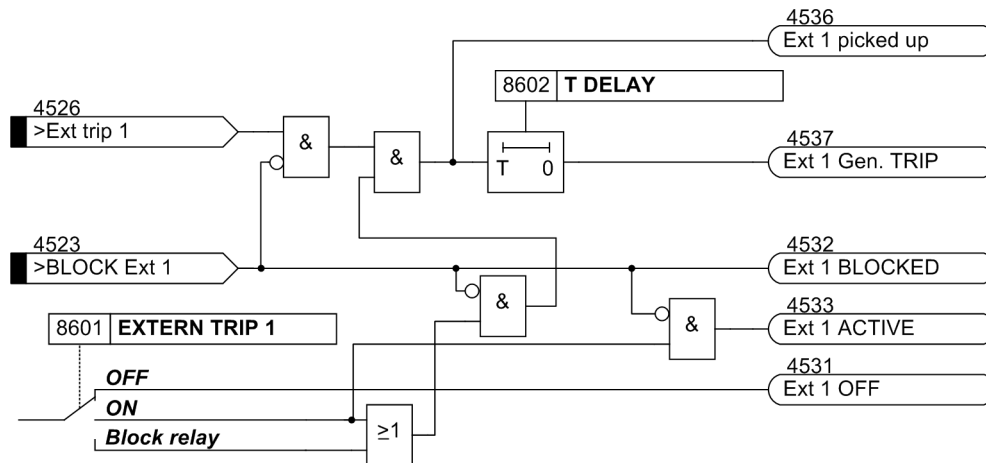 4536
Ext 1 picked up
8602 T DELAY
4526
>Ext trip 1
&
&
T 0
4537
Ext 1 Gen. TRIP
4523
>BLOCK Ext 1
4532
Ext 1 BLOCKED
&
4533
Ext 1 ACTIVE
&
8601 EXTERN TRIP 1
4531
Ext 1 OFF
OFF
ON
≥1
Block relay